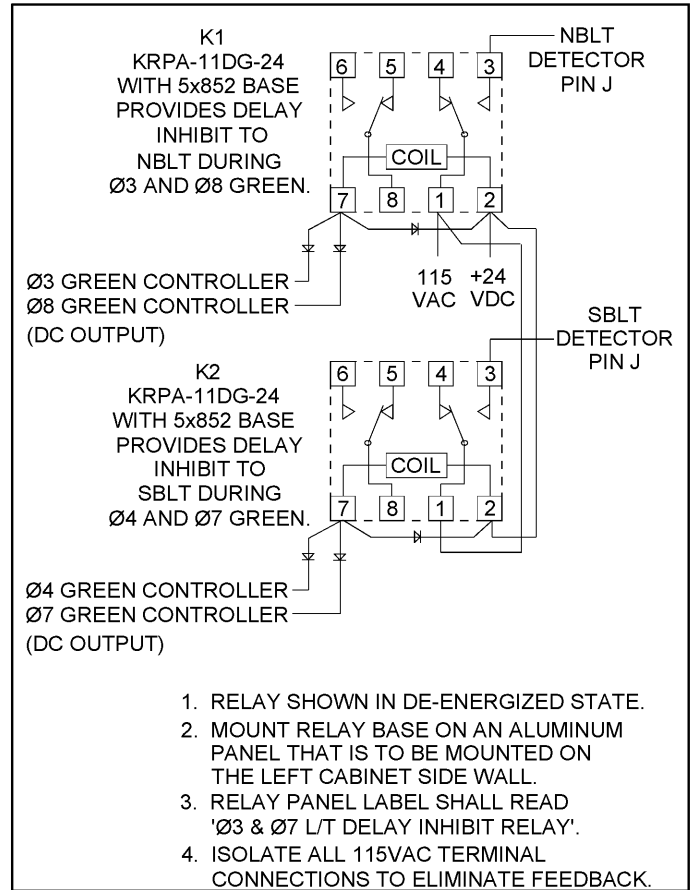 K1
KRPA-11DG-24
WITH 5x852 BASE
PROVIDES DELAY
INHIBIT TO
NBLT DURING
Ø3 AND Ø8 GREEN.
NBLT
DETECTOR
PIN J
6 5 4 3
COIL
7 8 1 2
Ø3 GREEN CONTROLLER
Ø8 GREEN CONTROLLER
(DC OUTPUT)
115 +24
VAC VDC
SBLT
DETECTOR
PIN J
K2
KRPA-11DG-24
WITH 5x852 BASE
PROVIDES DELAY
INHIBIT TO
SBLT DURING
Ø4 AND Ø7 GREEN.
6 5 4 3
COIL
7 8 1 2
Ø4 GREEN CONTROLLER
Ø7 GREEN CONTROLLER
(DC OUTPUT)
1. RELAY SHOWN IN DE-ENERGIZED STATE.
2. MOUNT RELAY BASE ON AN ALUMINUM
PANEL THAT IS TO BE MOUNTED ON
THE LEFT CABINET SIDE WALL.
3. RELAY PANEL LABEL SHALL READ
'Ø3 & Ø7 L/T DELAY INHIBIT RELAY'.
4. ISOLATE ALL 115VAC TERMINAL
CONNECTIONS TO ELIMINATE FEEDBACK.